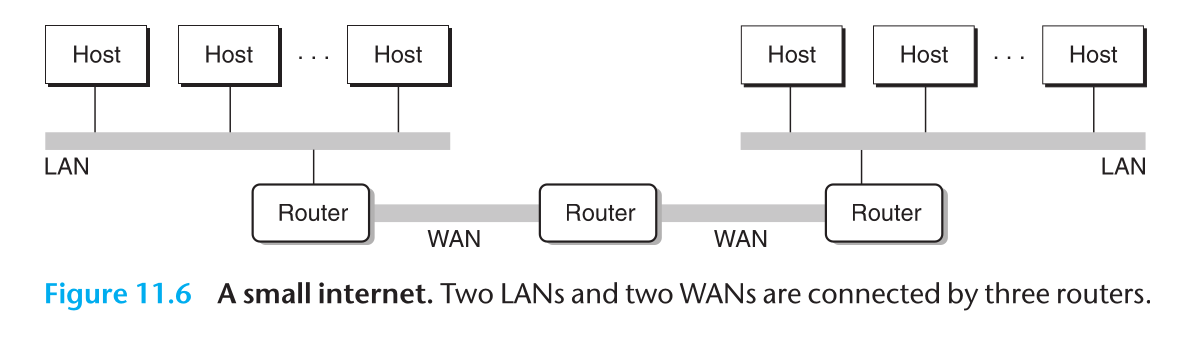 Host Host . . . Host Host Host . . . Host
LAN LAN
Router Router Router
WAN WAN
Figure 11.6 A small internet. Two LANs and two WANs are connected by three routers.